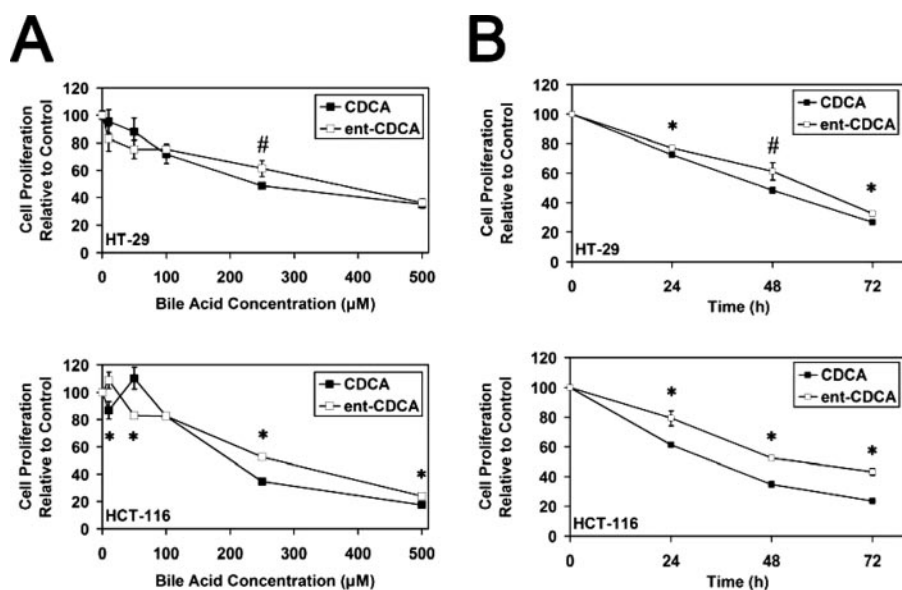 A
Cell Proliferation
Relative to Control
120
100
80
60
40
20
0
CDCA
ent-CDCA
#
HT-29
0 100 200 300 400 500
Bile Acid Concentration (µM)
B
Cell Proliferation
Relative to Control
120
100
80
60
40
20
0
CDCA
ent-CDCA
* # *
HT-29
0 24 48 72
Time (h)
Cell Proliferation
Relative to Control
120
100
80
60
40
20
0
CDCA
ent-CDCA
* * * *
HCT-116
0 100 200 300 400 500
Bile Acid Concentration (µM)
Cell Proliferation
Relative to Control
120
100
80
60
40
20
0
CDCA
ent-CDCA
* * *
HCT-116
0 24 48 72
Time (h)